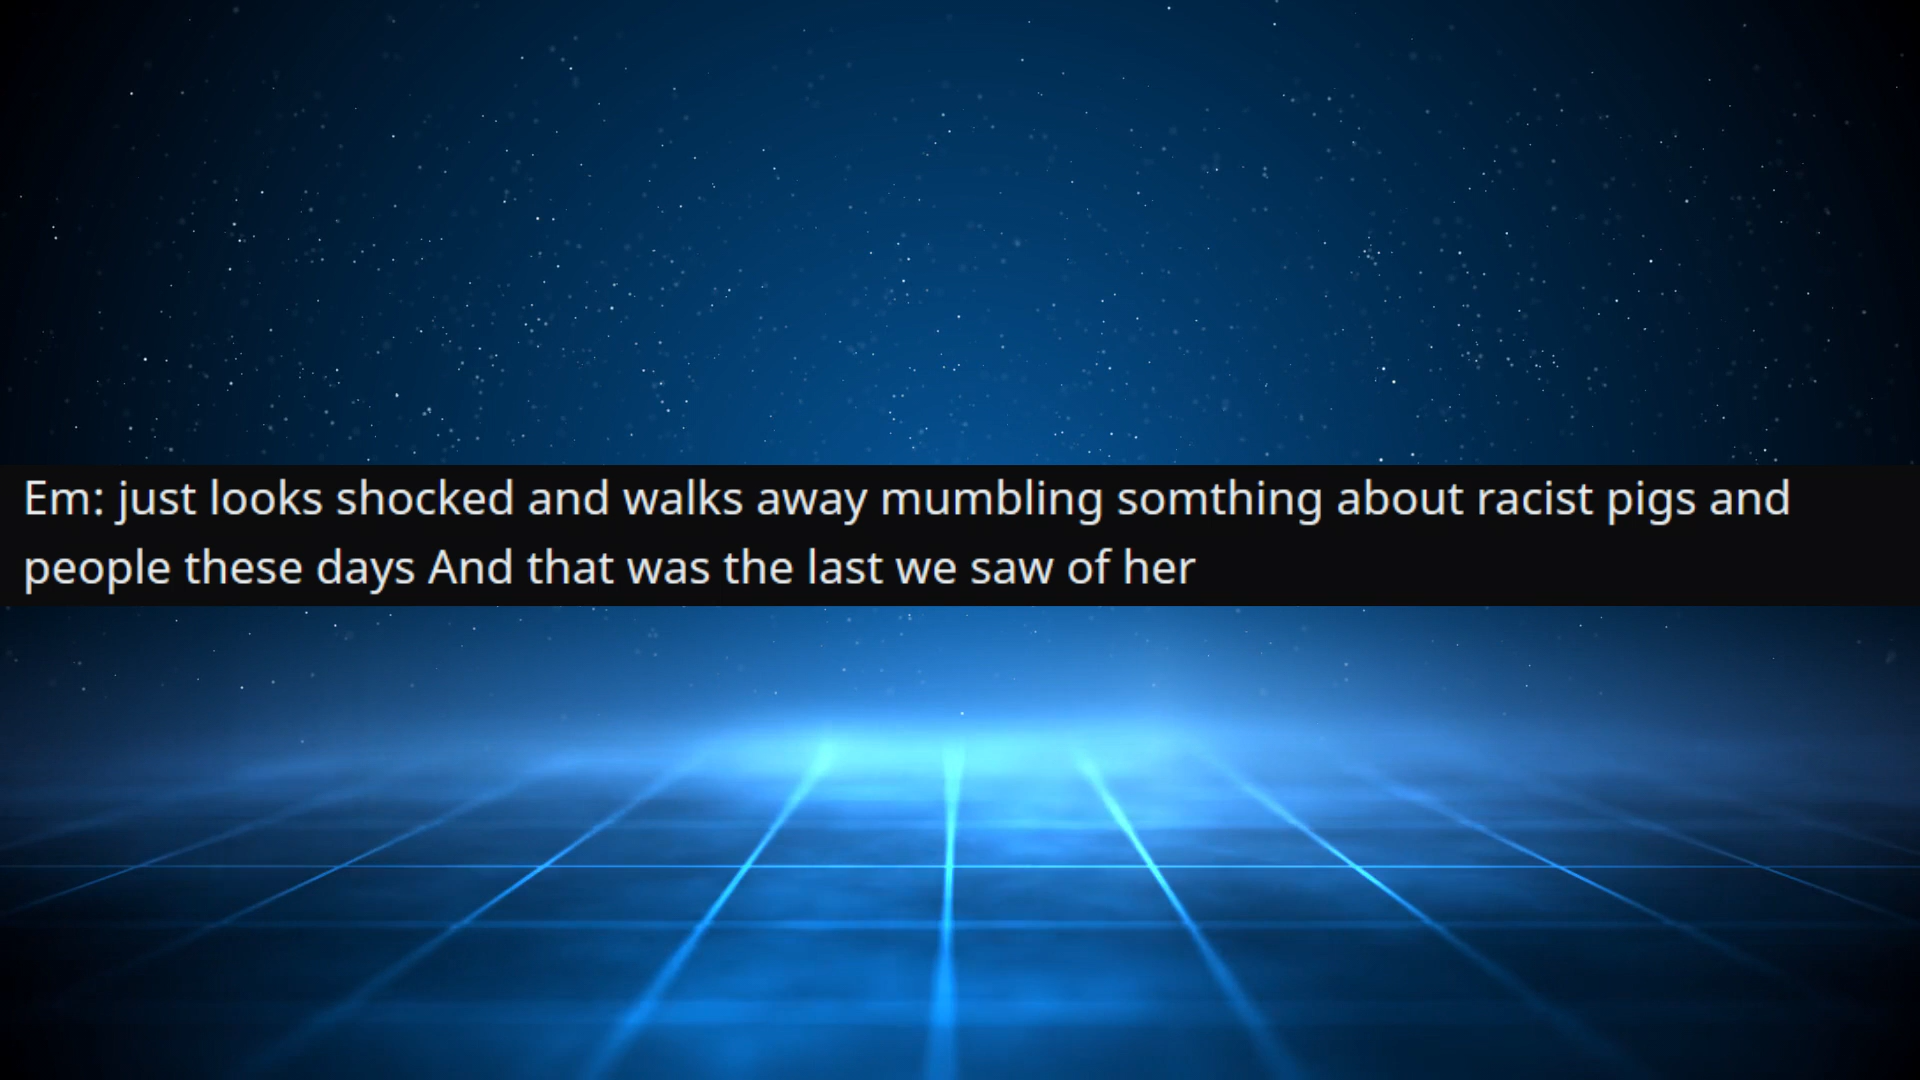 Em: just looks shocked and walks away mumbling somthing about racist pigs and
people these days And that was the last we saw of her